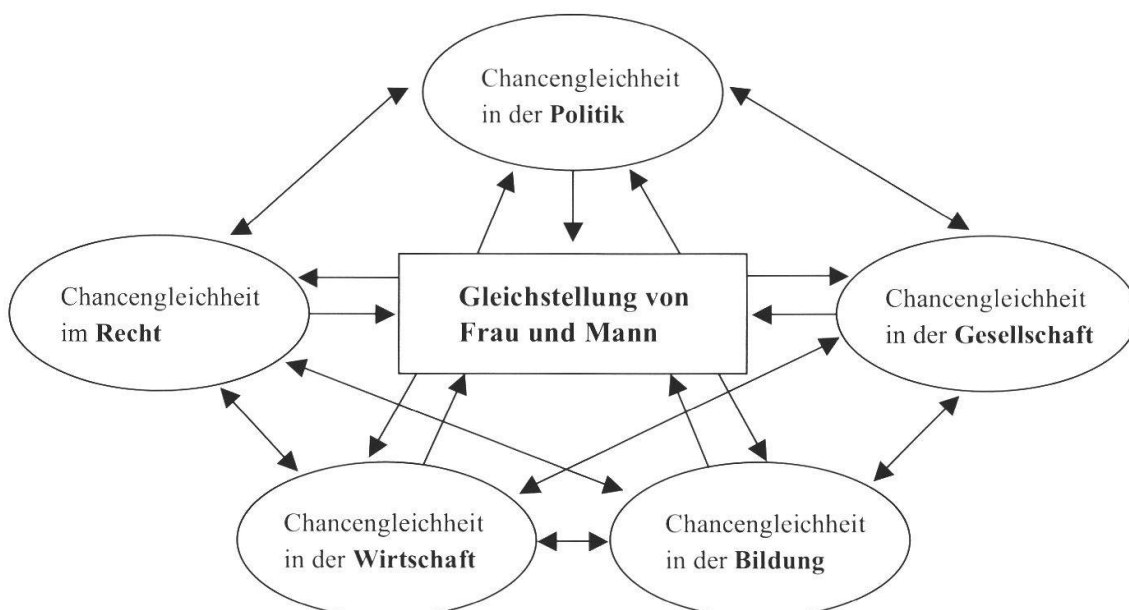 Chancengleichheit
in der Politik
Gleichstellung von
Frau und Mann
Chancengleichheit
im Recht
Chancengleichheit
in der Gesellschaft
Chancengleichheit
in der Wirtschaft
Chancengleichheit
in der Bildung